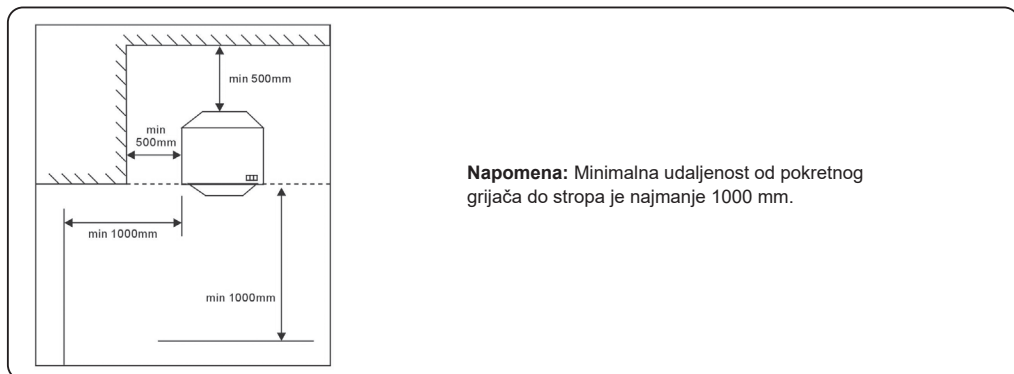 min 500mm
min
500mm
min 1000mm
min 1000mm
Napomena: Minimalna udaljenost od pokretnog
grijača do stropa je najmanje 1000 mm.